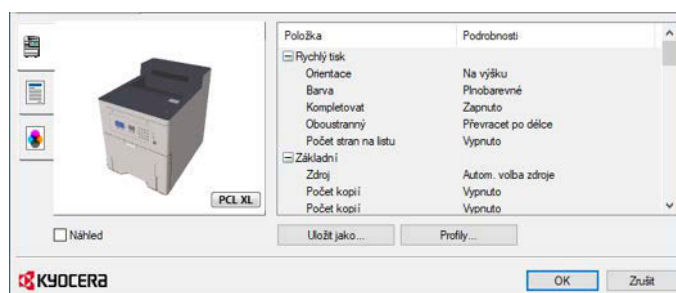 Položka Podrobnosti
Rychlý tisk
Orientace Na výšku
Barva Plnobarevné
Kompletovat Zapnuto
Oboustranný Převracet po délce
Počet stran na listu Vypnuto
Základní
Zdroj Autom. volba zdroje
Počet kopií Vypnuto
Počet kopií Vypnuto
PCL XL
Náhled
Uložit jako... Profily...
KYOCERA
OK Zrušit